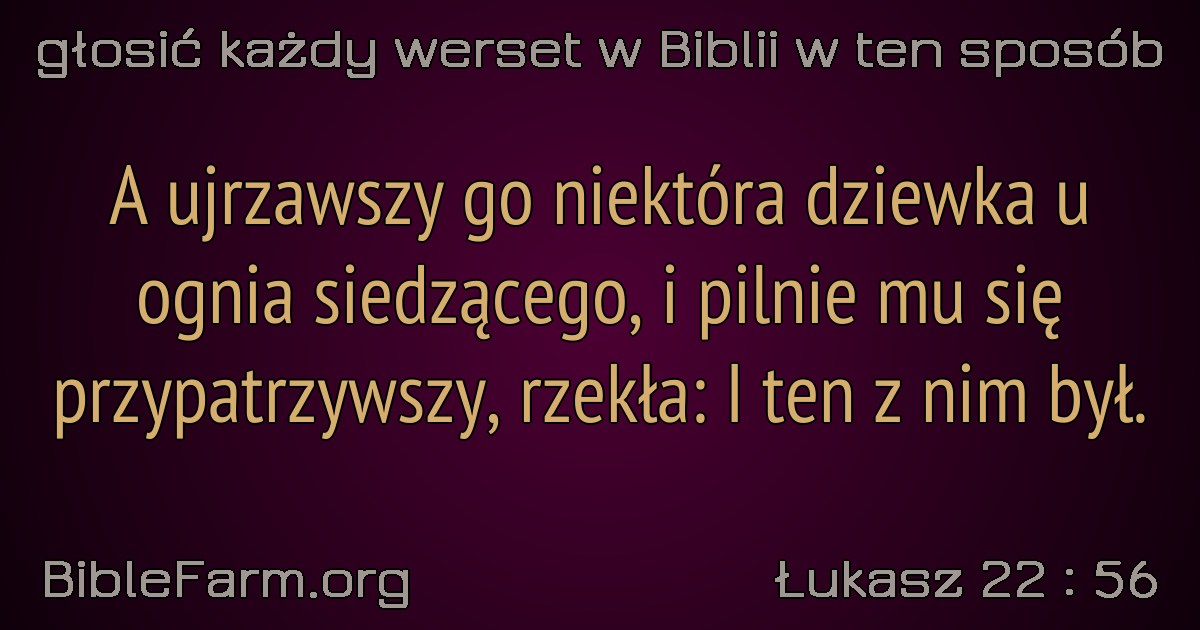 głosić każdy werset w Biblii w ten sposób
A ujrzawszy go niektóra dziewka u
ognia siedzącego, i pilnie mu się
przypatrzywszy, rzekła: I ten z nim był.
BibleFarm.org
Łukasz 22 : 56